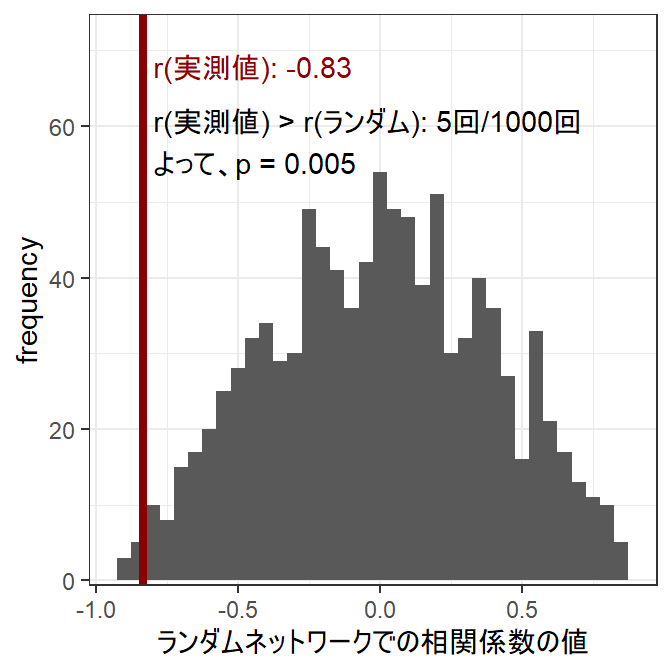 r(実測値): -0.83
r(実測値) > r(ランダム): 5回/1000回
よって、p = 0.005
frequency
60
40
20
0
-1.0
-0.5
0.0
0.5
ランダムネットワークでの相関係数の値